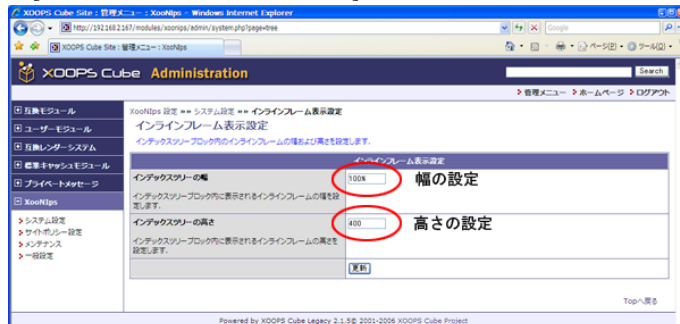 XOOPS Cube Site : 管理メニュー : XooNIps - Windows Internet Explorer
http://192.168.2.167/modules/xoonips/admin/system.php?page=tree
Google
XOOPS Cube Site : 管理メニュー : XooNIps
ページ(P)
ツール(O)
XOOPS Cube Administration
Search
管理メニュー
ホームページ
ログアウト
互換モジュール
ユーザーモジュール
互換レンダーシステム
標準キャッシュモジュール
プライベートメッセージ
XooNIps
システム設定
サイトポリシー設定
メンテナンス
一般設定
XooNIps 設定 »» システム設定 »» インラインフレーム表示設定
インラインフレーム表示設定
インデックスツリーブロック内のインラインフレームの幅および高さを設定します.
インラインフレーム表示設定
インデックスツリーの幅
100%
幅の設定
インデックスツリーブロック内に表示されるインラインフレームの幅を設
定します.
インデックスツリーの高さ
400
高さの設定
インデックスツリーブロック内に表示されるインラインフレームの高さを
設定します.
更新
Topへ戻る
Powered by XOOPS Cube Legacy 2.1.5© 2001-2006 XOOPS Cube Project